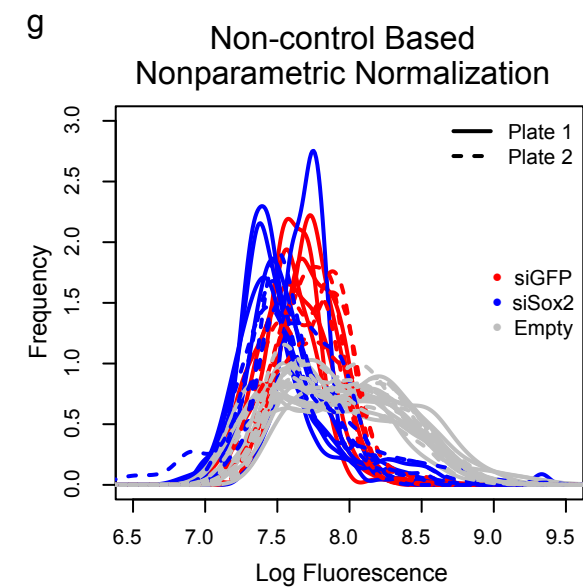 g
Non-control Based
Nonparametric Normalization
3.0
2.5
2.0
1.5
1.0
0.5
0.0
Frequency
Plate 1
Plate 2
siGFP
siSox2
Empty
6.5 7.0 7.5 8.0 8.5 9.0 9.5
Log Fluorescence